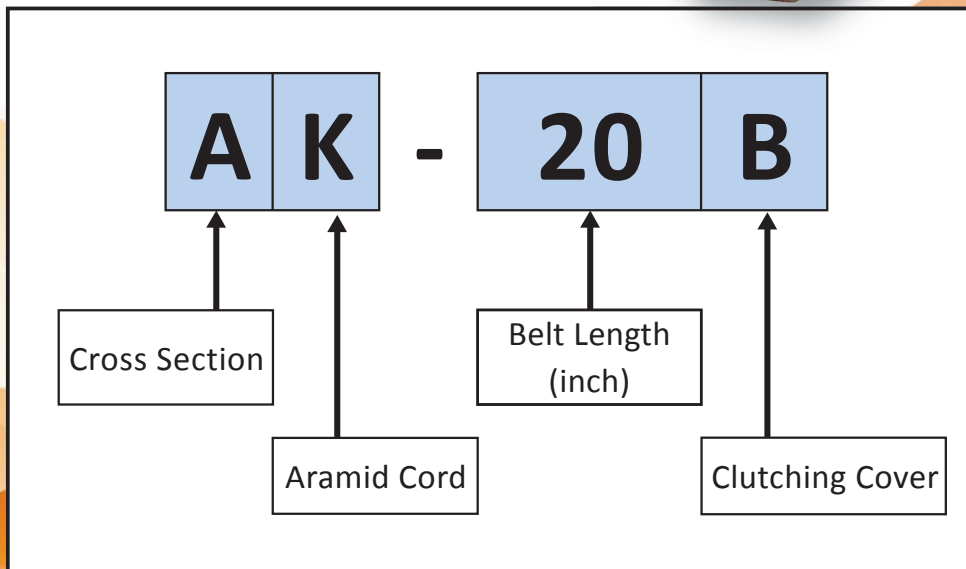 A K - 20 B
Cross Section
Belt Length
(inch)
Aramid Cord
Clutching Cover